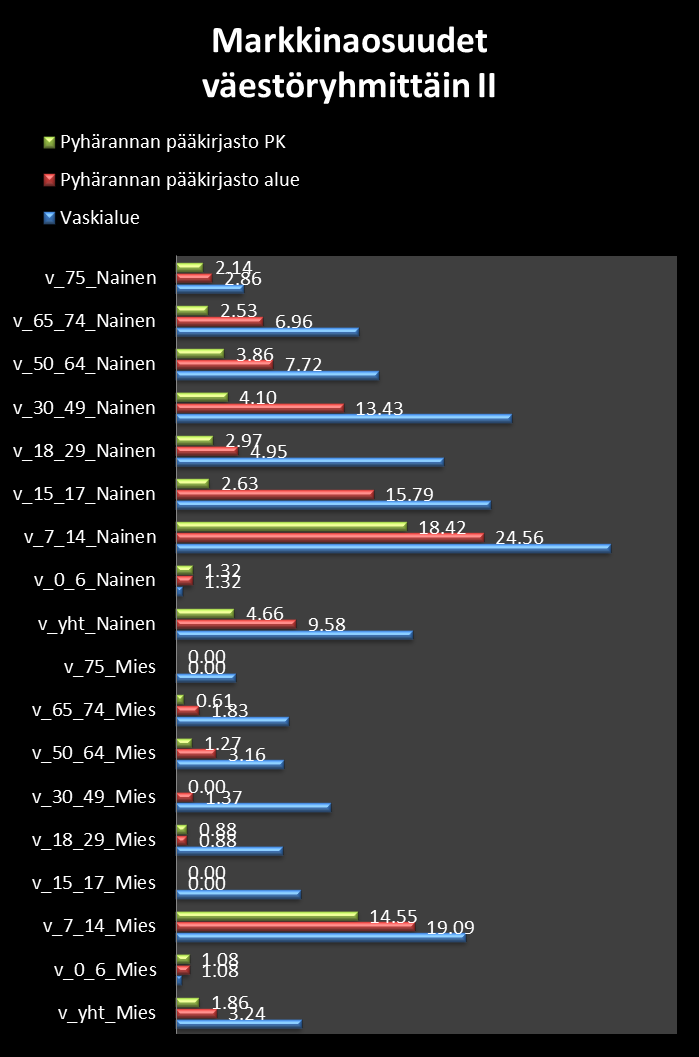 Markkinaosuudet
väestöryhmittäin II
Pyhärannan pääkirjasto PK
Pyhärannan pääkirjasto alue
Vaskialue
v_75_Nainen 2.14 2.86
v_65_74_Nainen 2.53 6.96
v_50_64_Nainen 3.86 7.72
v_30_49_Nainen 4.10 13.43
v_18_29_Nainen 2.97 4.95
v_15_17_Nainen 2.63 15.79
v_7_14_Nainen 18.42 24.56
v_0_6_Nainen 1.32 1.32
v_yht_Nainen 4.66 9.58
v_75_Mies 0.00 0.00
v_65_74_Mies 0.61 1.83
v_50_64_Mies 1.27 3.16
v_30_49_Mies 0.00 1.37
v_18_29_Mies 0.88 0.88
v_15_17_Mies 0.00 0.00
v_7_14_Mies 14.55 19.09
v_0_6_Mies 1.08 1.08
v_yht_Mies 1.86 3.24